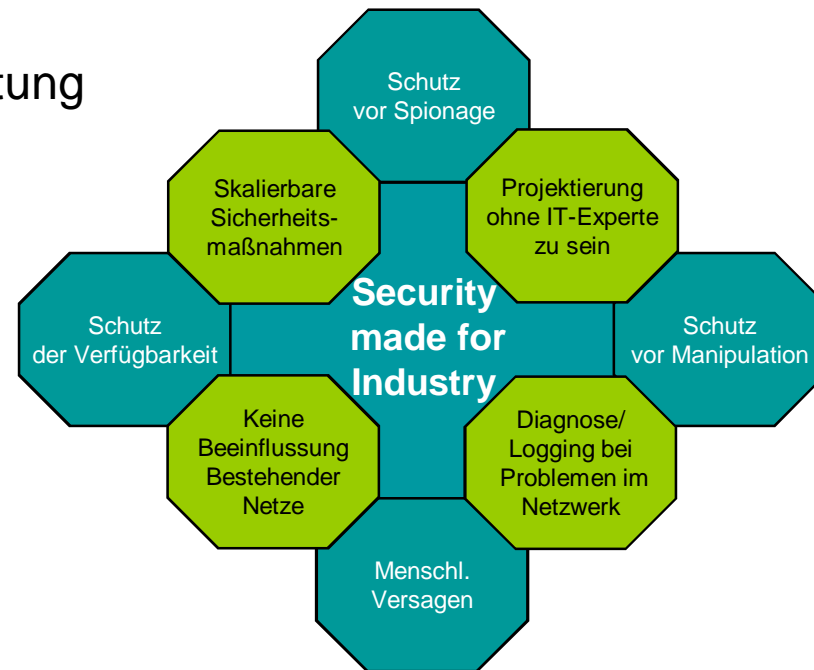 tung
Schutz
vor Spionage
Skalierbare
Sicherheits-
maßnahmen
Projektierung
ohne IT-Experte
zu sein
Schutz
der Verfügbarkeit
Security
made for
Industry
Schutz
vor Manipulation
Keine
Beeinflussung
Bestehender
Netze
Diagnose/
Logging bei
Problemen im
Netzwerk
Menschl.
Versagen